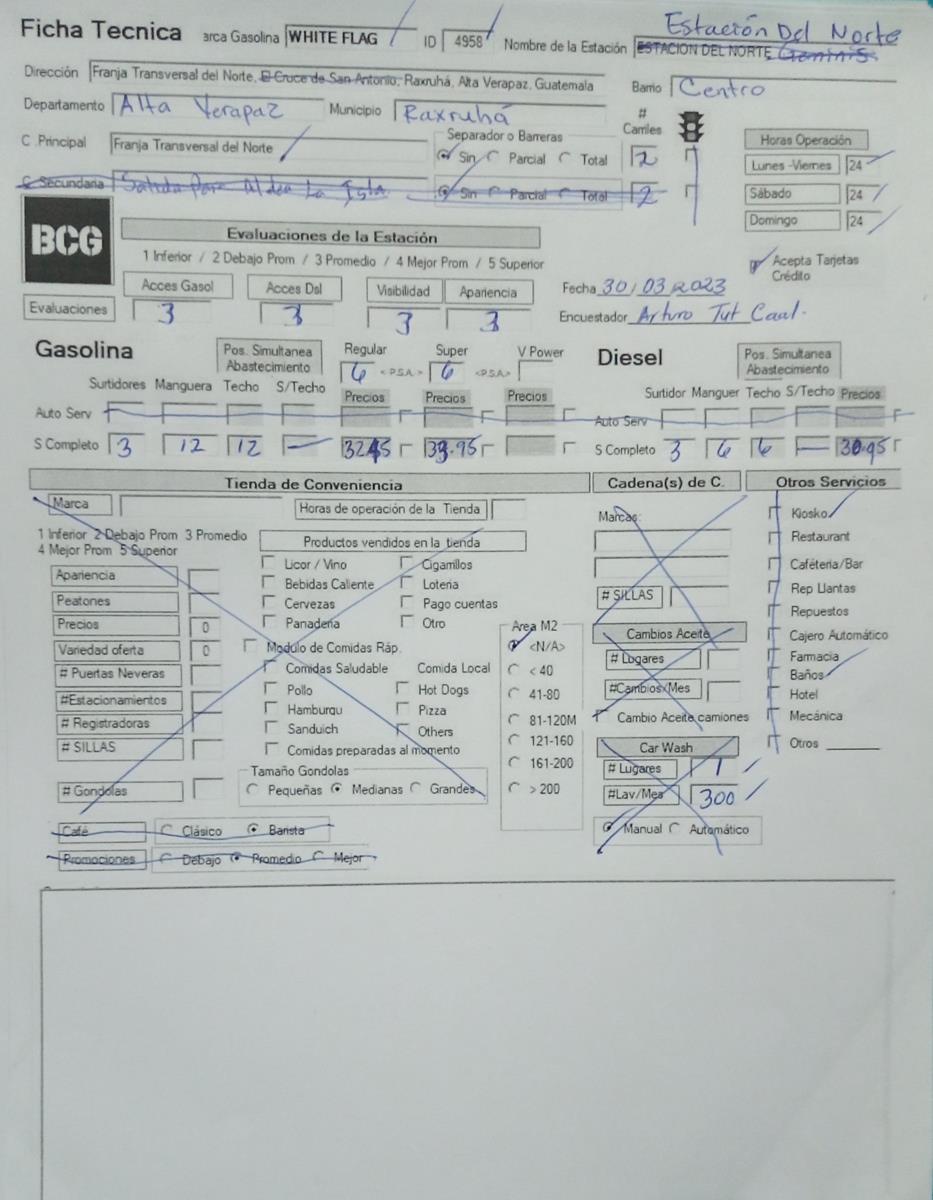 Estación Del Norte
Ficha Tecnica arca Gasolina WHITE FLAG ID 4958 Nombre de la Estación ESTACION DEL NORTE, Geminis
Dirección Franja Transversal del Norte, El Cruce de San Antonio, Raxruhá, Alta Verapaz, Guatemala Barrio Centro
Departamento Alta Verapaz Municipio Raxruhá
C .Principal Franja Transversal del Norte Separador o Barreras Sin Parcial Total # Carriles 2
C Secundaria Salida Para Aldea La Isla Sin Parcial Total 2
Horas Operación
Lunes -Viernes 24
Sábado 24
Domingo 24
BCG
Evaluaciones de la Estación
1 Inferior / 2 Debajo Prom / 3 Promedio / 4 Mejor Prom / 5 Superior
Acepta Tarjetas Crédito
Acces Gasol Acces Dsl Visibilidad Apariencia
Evaluaciones 3 3 3 3
Fecha 30/03/2023
Encuestador Arturo Tut Caal.
Gasolina Pos. Simultanea Abastecimiento Regular Super V Power
6 <P.S.A.> 6 <P.S.A>
Surtidores Manguera Techo S/Techo Precios Precios Precios
Auto Serv
S Completo 3 12 12 — 32.45 33.95
Diesel Pos. Simultanea Abastecimiento
Surtidor Manguer Techo S/Techo Precios
Auto Serv
S Completo 3 6 6 — 30.95
Tienda de Conveniencia
Marca Horas de operación de la Tienda
1 Inferior 2 Debajo Prom 3 Promedio
4 Mejor Prom 5 Superior
Productos vendidos en la tienda
Apariencia
Peatones
Precios 0
Variedad oferta 0
# Puertas Neveras
#Estacionamientos
# Registradoras
# SILLAS
# Gondolas
Licor / Vino Cigarrillos
Bebidas Caliente Loteria
Cervezas Pago cuentas
Panaderia Otro
Modulo de Comidas Ráp.
Comidas Saludable Comida Local
Pollo Hot Dogs
Hamburqu Pizza
Sanduich Others
Comidas preparadas al momento
Tamaño Gondolas
Pequeñas Medianas Grandes
Area M2
<N/A>
< 40
41-80
81-120M
121-160
161-200
> 200
Café Clásico Barista
Promociones Debajo Promedio Mejor
Cadena(s) de C.
Marcas:
# SILLAS
Cambios Aceite
# Lugares
#Cambios/Mes
Cambio Aceite camiones
Car Wash
# Lugares 1
#Lav/Mes 300
Manual Automático
Otros Servicios
Kiosko
Restaurant
Caféteria/Bar
Rep Llantas
Repuestos
Cajero Automático
Farmacia
Baños
Hotel
Mecánica
Otros